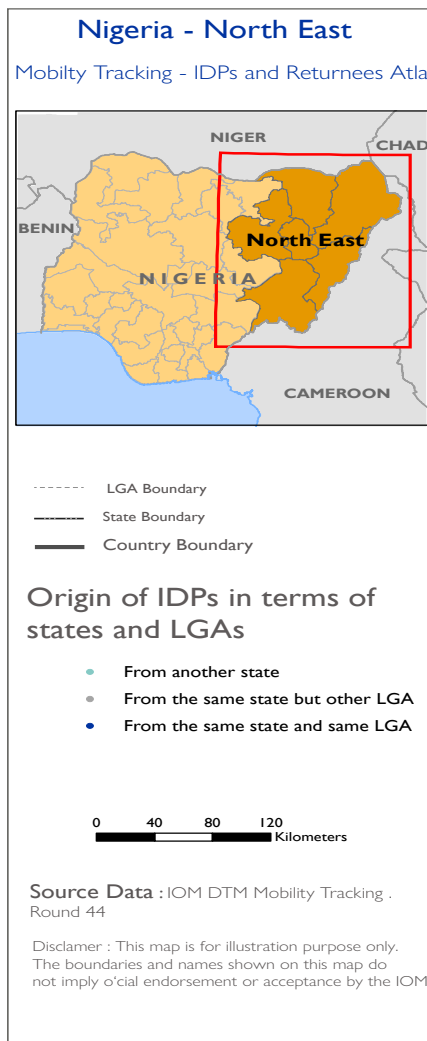 Nigeria - North East
Mobilty Tracking - IDPs and Returnees Atla
NIGER
CHAD
BENIN
North East
NIGERIA
CAMEROON
LGA Boundary
State Boundary
Country Boundary
Origin of IDPs in terms of
states and LGAs
From another state
From the same state but other LGA
From the same state and same LGA
0 40 80 120
Kilometers
Source Data : IOM DTM Mobility Tracking .
Round 44
Disclamer : This map is for illustration purpose only.
The boundaries and names shown on this map do
not imply o‘cial endorsement or acceptance by the IOM